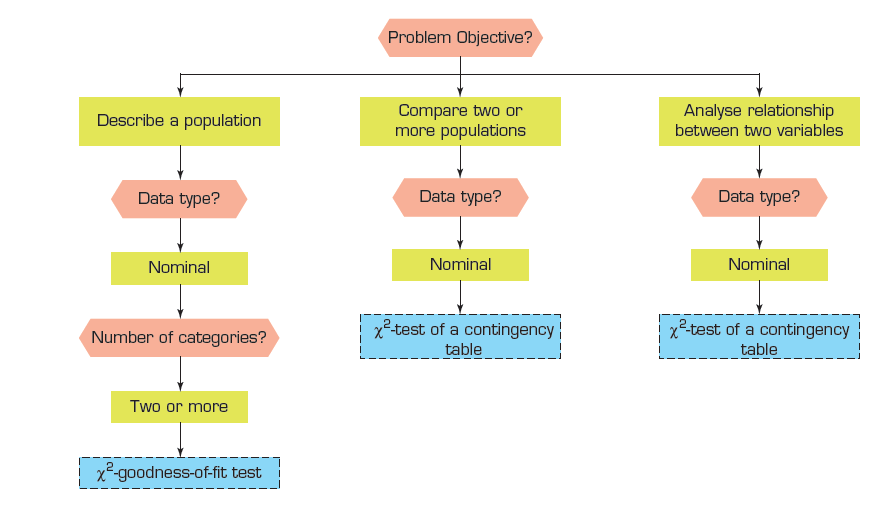 Problem Objective?
Describe a population
Compare two or
more populations
Analyse relationship
between two variables
Data type?
Data type?
Data type?
Nominal
Nominal
Nominal
Number of categories?
χ²-test of a contingency
table
χ²-test of a contingency
table
Two or more
χ²-goodness-of-fit test